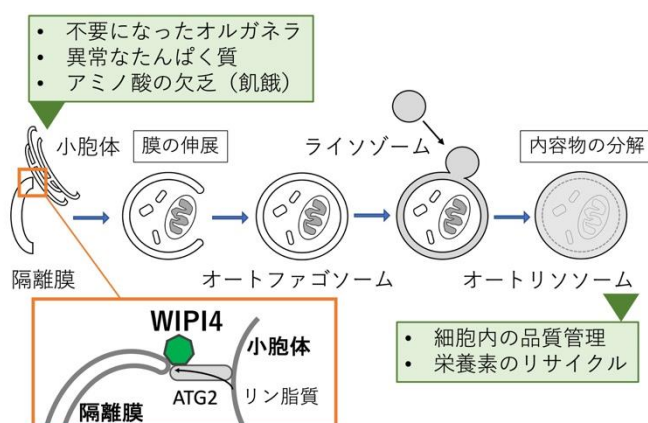 • 不要になったオルガネラ
• 異常なたんぱく質
• アミノ酸の欠乏（飢餓）
小胞体
膜の伸展
ライソゾーム
内容物の分解
隔離膜
オートファゴソーム
オートリソソーム
WIPI4
小胞体
ATG2
リン脂質
隔離膜
• 細胞内の品質管理
• 栄養素のリサイクル